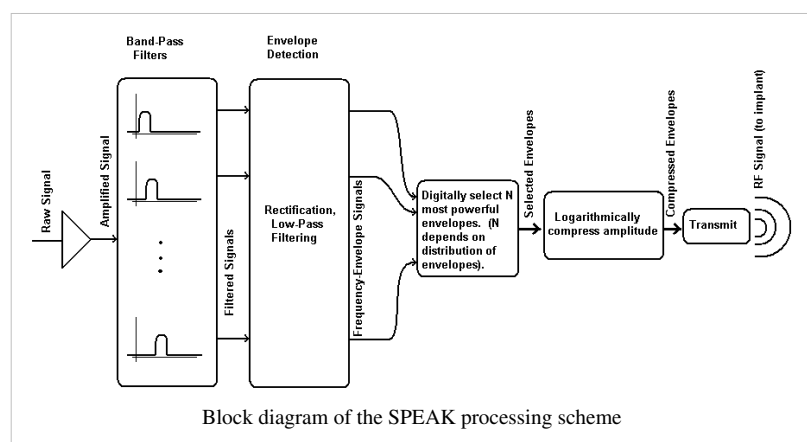 Band-Pass
Filters
Envelope
Detection
Raw Signal
Amplified Signal
Filtered Signals
Rectification,
Low-Pass
Filtering
Frequency-Envelope Signals
Digitally select N
most powerful
envelopes. (N
depends on
distribution of
envelopes).
Selected Envelopes
Logarithmically
compress amplitude
Compressed Envelopes
Transmit
RF Signal (to implant)
Block diagram of the SPEAK processing scheme